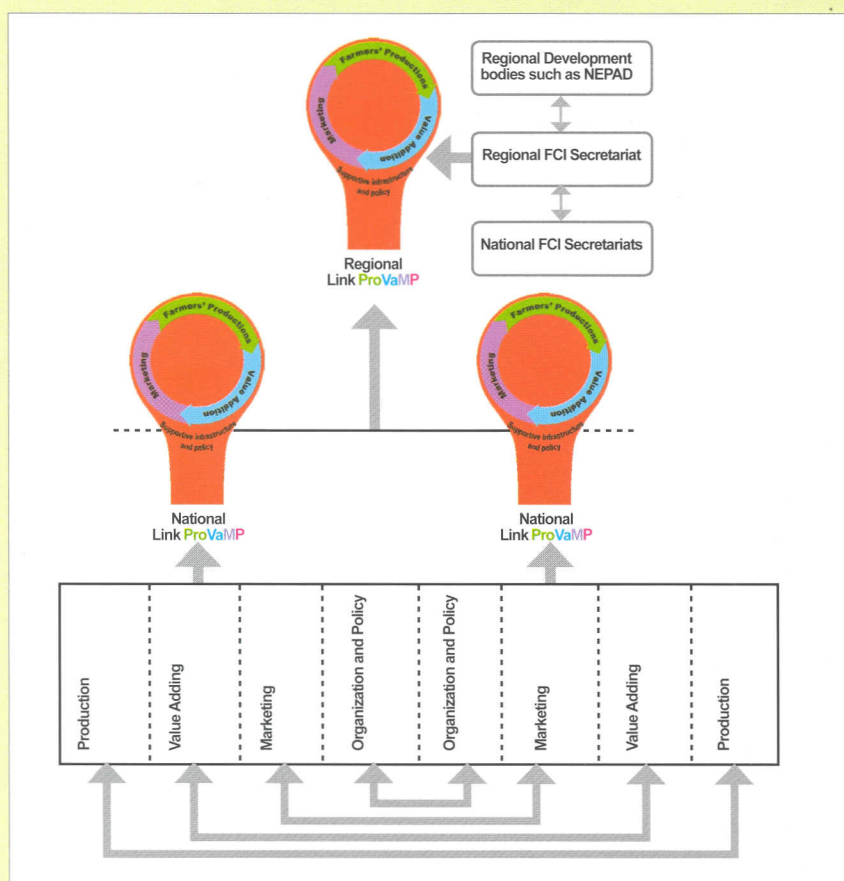 Farmers' Productions
Value Addition
Marketing
Supportive infrastructure
and policy
Regional
Link ProVaMP
Regional Development
bodies such as NEPAD
Regional FCI Secretariat
National FCI Secretariats
Farmers' Productions
Value Addition
Marketing
Supportive infrastructure
and policy
National
Link ProVaMP
Farmers' Productions
Value Addition
Marketing
Supportive infrastructure
and policy
National
Link ProVaMP
Production
Value Adding
Marketing
Organization and Policy
Organization and Policy
Marketing
Value Adding
Production